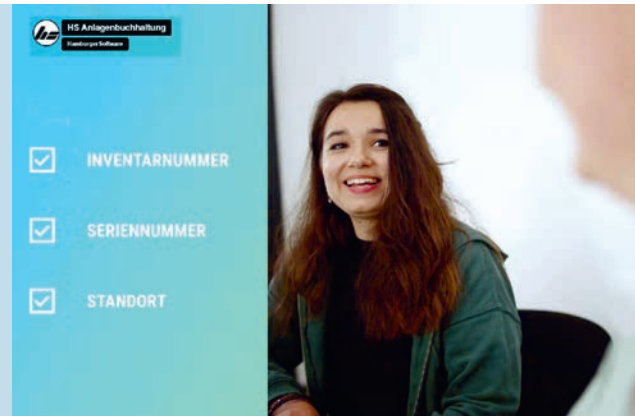 HS Anlagenbuchhaltung
Hamburger Software
INVENTARNUMMER
SERIENNUMMER
STANDORT